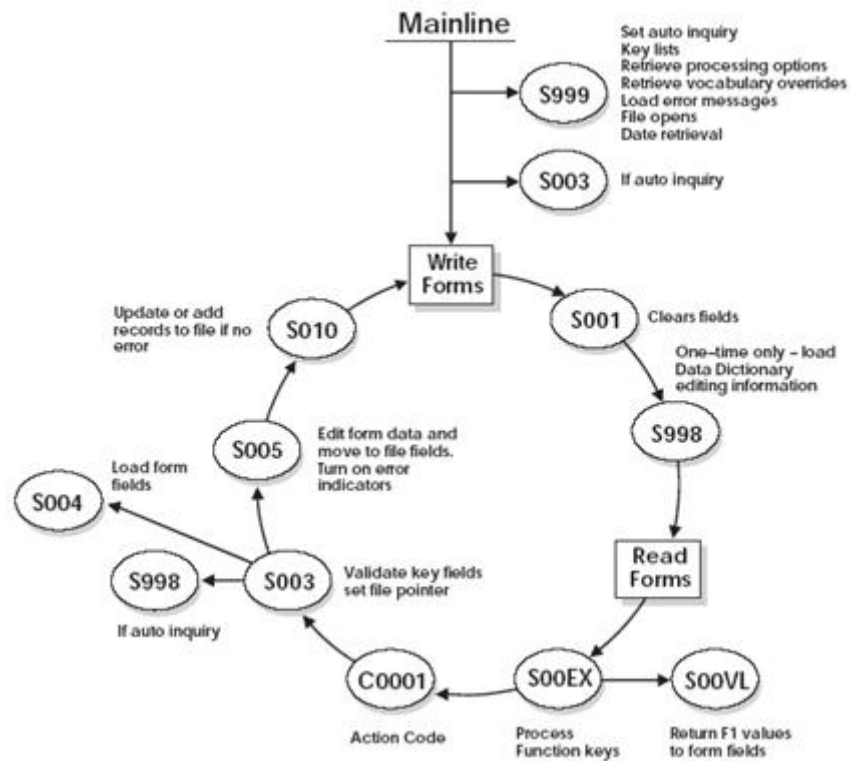 Mainline
Set auto inquiry
Key lists
Retrieve processing options
Retrieve vocabulary overrides
Load error messages
File opens
Date retrieval
S999
S003
If auto inquiry
Write
Forms
S001
Clears fields
One-time only – load
Data Dictionary
editing information
S998
Read
Forms
S00EX
Process
Function keys
S00VL
Return F1 values
to form fields
C0001
Action Code
S003
Validate key fields
set file pointer
S998
If auto inquiry
S004
Load form
fields
S005
Edit form data and
move to file fields.
Turn on error
indicators
S010
Update or add
records to file if no
error